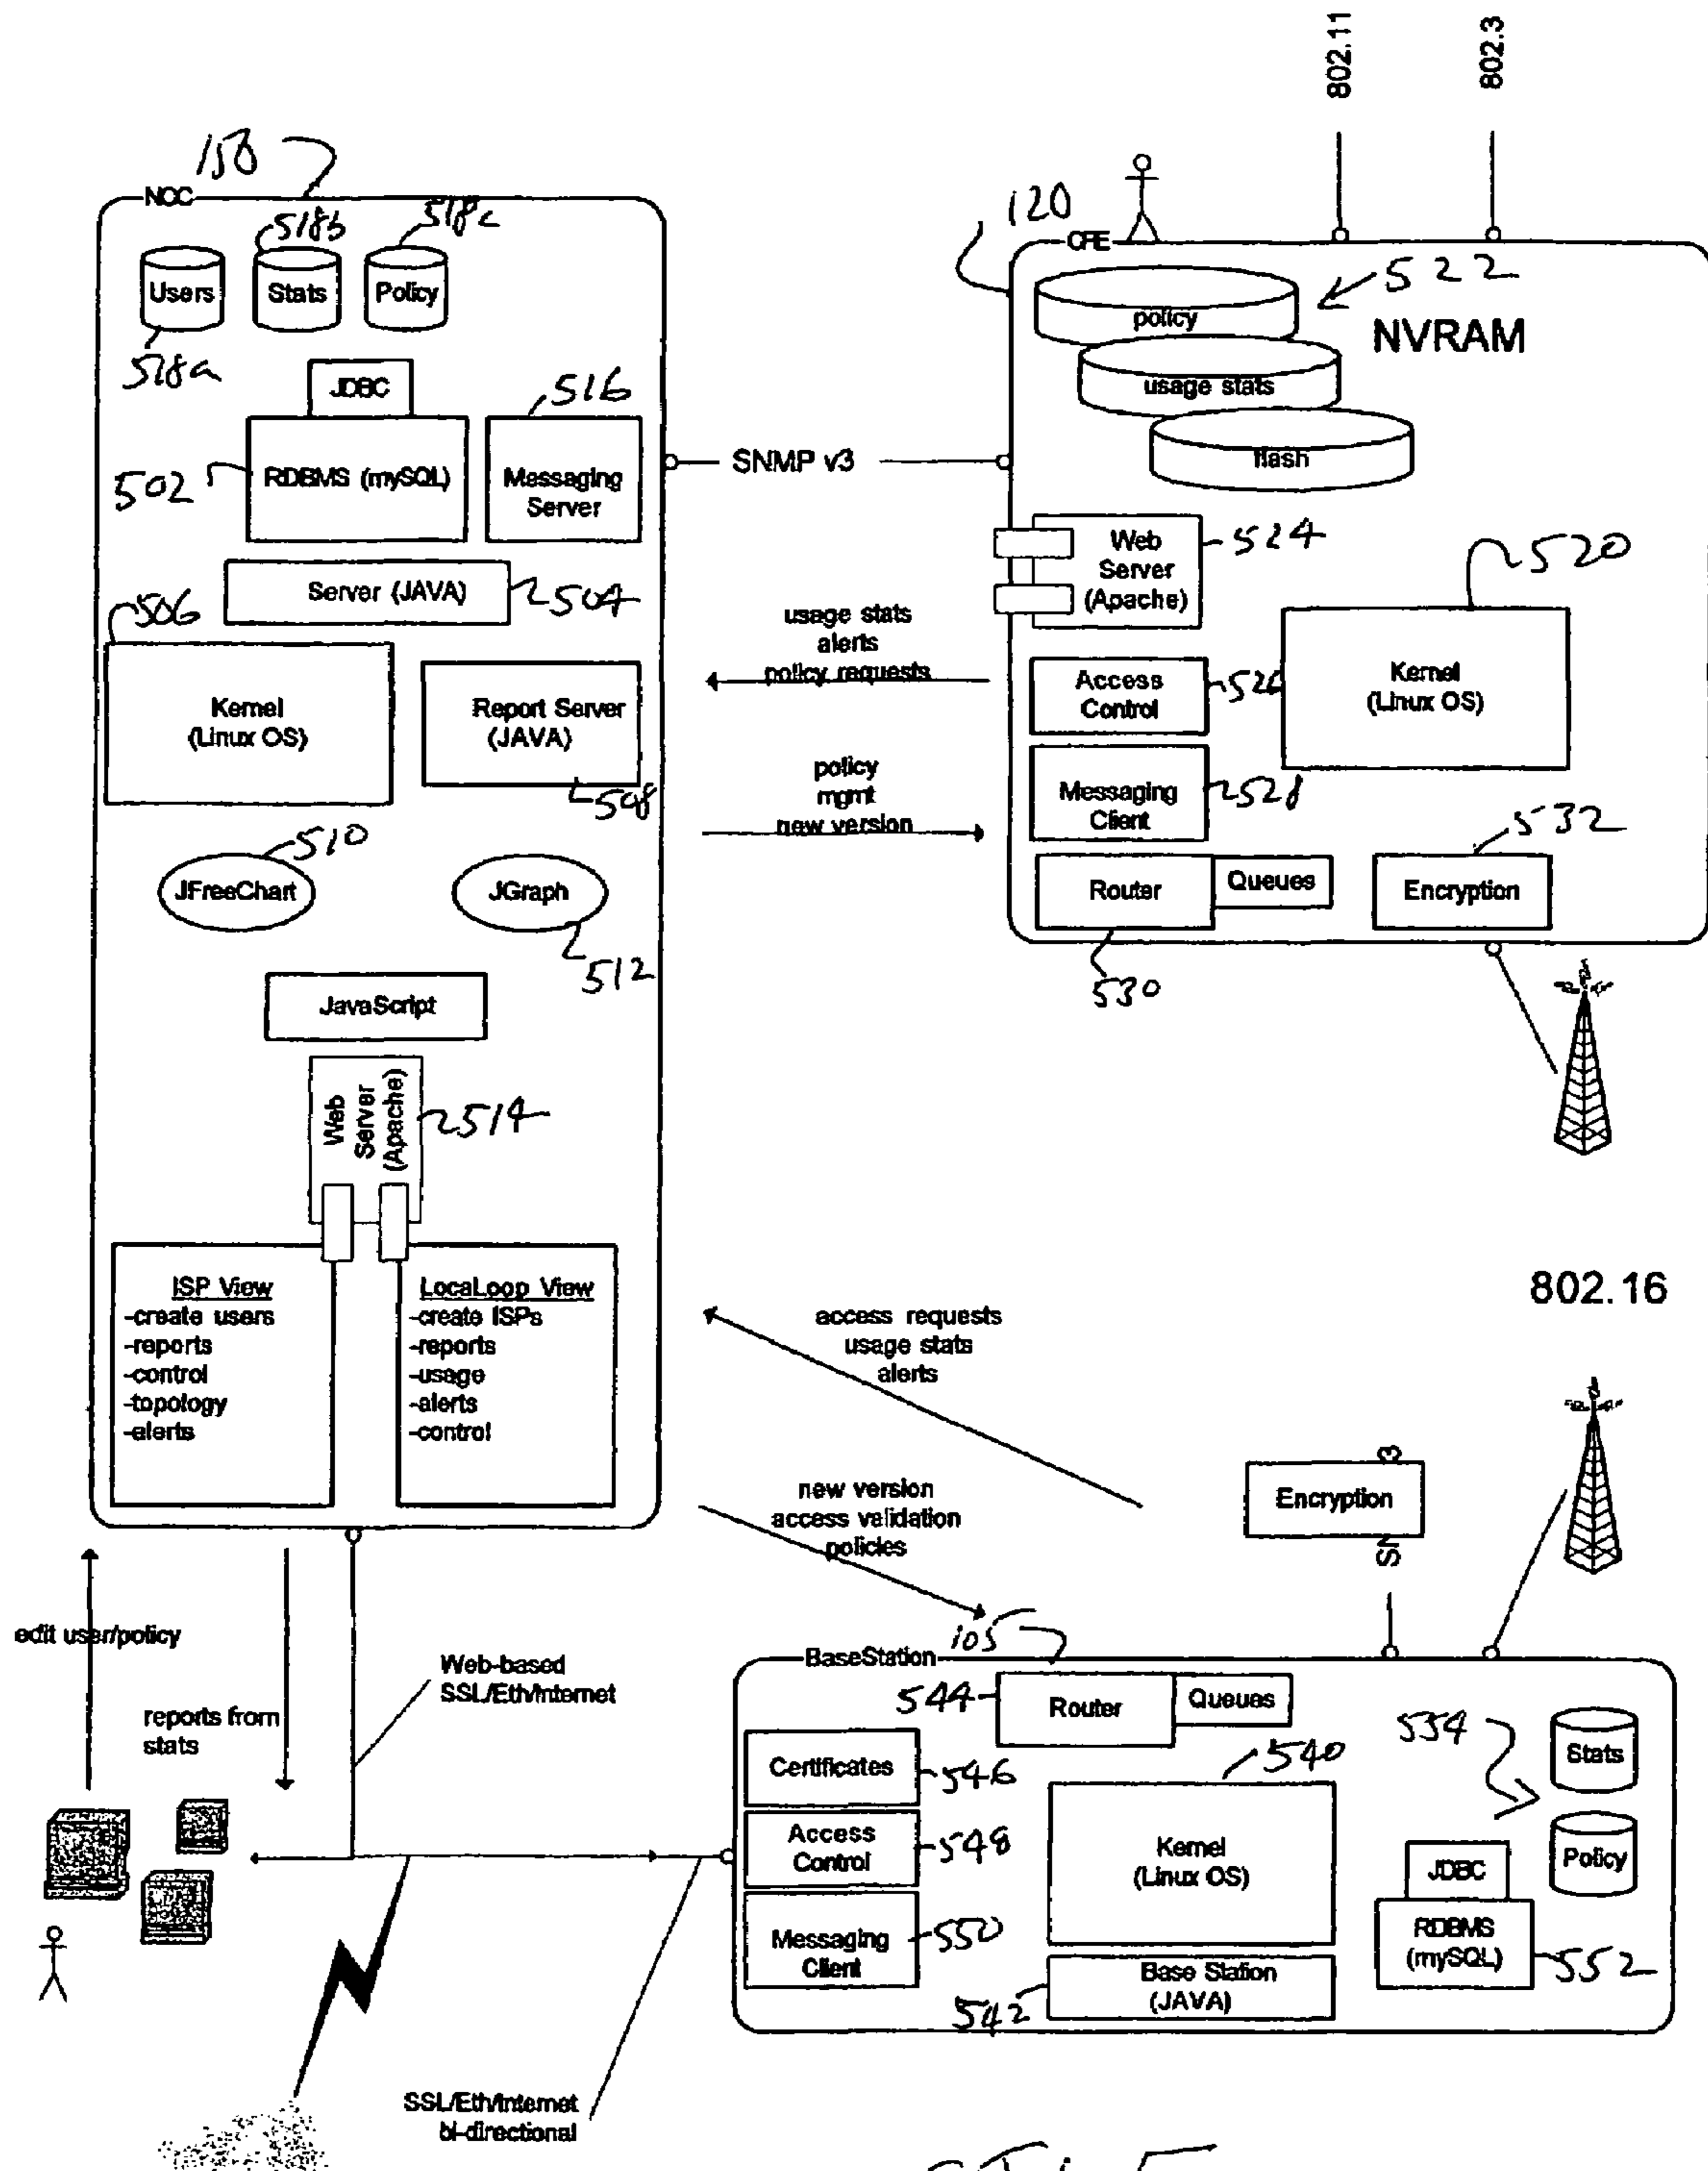 802.11
802.3
150
NOC
518b
518c
Users
Stats
Policy
518a
JDBC
516
RDBMS (mySQL)
502
Messaging
Server
Server (JAVA)
504
506
Kernel
(Linux OS)
Report Server
(JAVA)
508
510
JFreeChart
JGraph
512
JavaScript
Web
Server
(Apache)
514
ISP View
-create users
-reports
-control
-topology
-alerts
LocaLoop View
-create ISPs
-reports
-usage
-alerts
-control
SNMP v3
usage stats
alerts
policy requests
policy
mgmt
new version
120
CPE
522
policy
NVRAM
usage stats
flash
Web
Server
(Apache)
524
520
Access
Control
526
Kernel
(Linux OS)
Messaging
Client
528
532
Router
Queues
Encryption
530
802.16
access requests
usage stats
alerts
new version
access validation
policies
Encryption
edit user/policy
reports from
stats
Web-based
SSL/Eth/Internet
BaseStation
105
544
Router
Queues
Certificates
546
540
554
Stats
Access
Control
548
Kernel
(Linux OS)
Policy
JDBC
Messaging
Client
550
RDBMS
(mySQL)
552
Base Station
(JAVA)
542
SSL/Eth/Internet
bi-directional